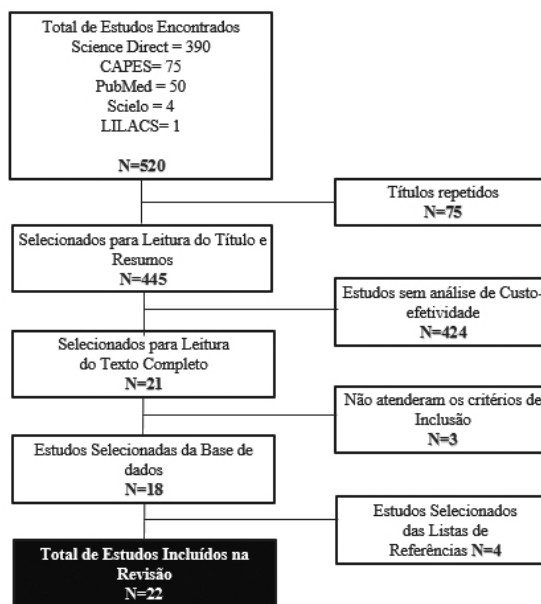 Total de Estudos Encontrados
Science Direct = 390
CAPES= 75
PubMed = 50
Scielo = 4
LILACS = 1
N=520
Títulos repetidos
N=75
Selecionados para Leitura do Título e
Resumos
N=445
Estudos sem análise de Custo-
efetividade
N=424
Selecionados para Leitura
do Texto Completo
N=21
Não atenderam os critérios de
Inclusão
N=3
Estudos Selecionadas da Base de
dados
N=18
Estudos Selecionados
das Listas de
Referências N=4
Total de Estudos Incluídos na
Revisão
N=22